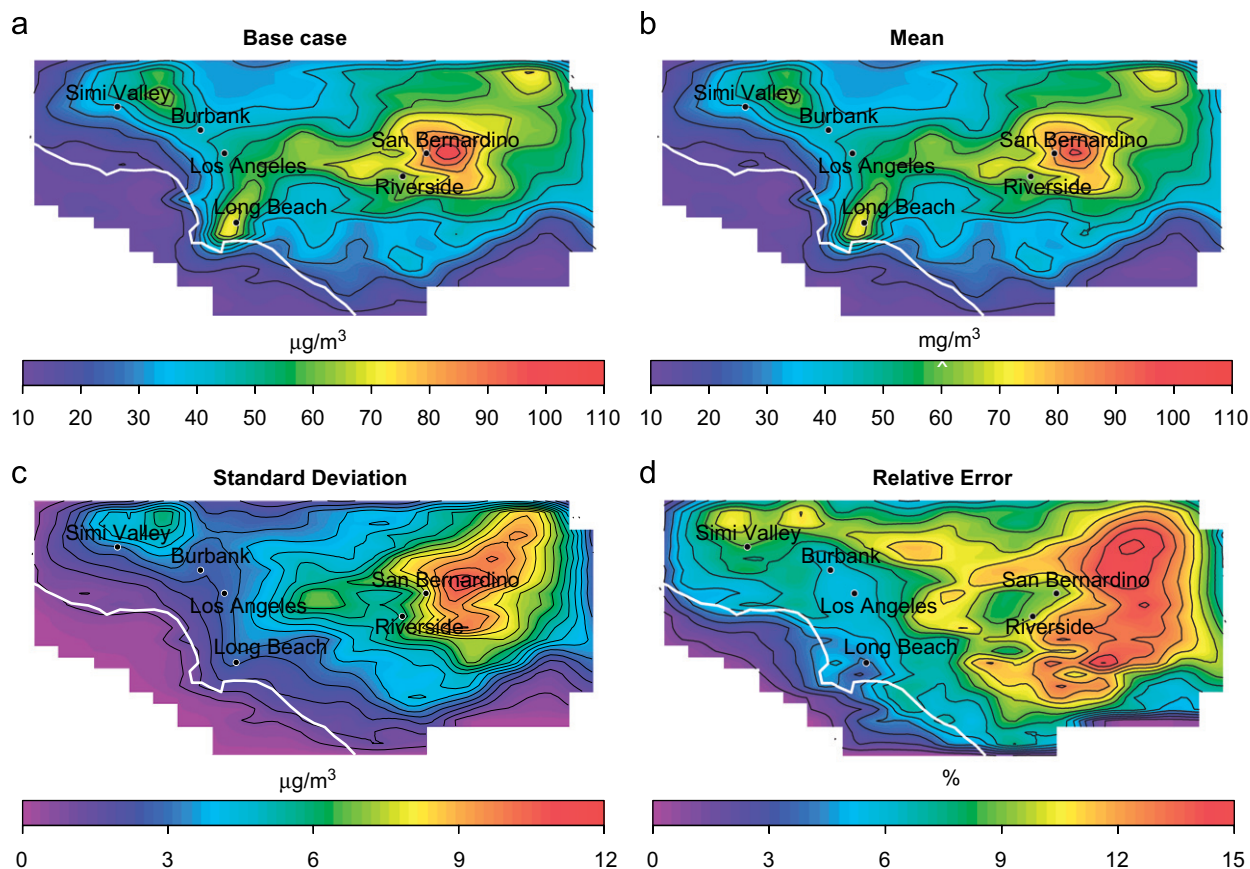 a
Base case
Simi Valley
Burbank
San Bernardino
Los Angeles
Riverside
Long Beach
μg/m³
10 20 30 40 50 60 70 80 90 100 110
b
Mean
Simi Valley
Burbank
San Bernardino
Los Angeles
Riverside
Long Beach
mg/m³
^
10 20 30 40 50 60 70 80 90 100 110
c
Standard Deviation
Simi Valley
Burbank
San Bernardino
Los Angeles
Riverside
Long Beach
μg/m³
0 3 6 9 12
d
Relative Error
Simi Valley
Burbank
San Bernardino
Los Angeles
Riverside
Long Beach
%
0 3 6 9 12 15